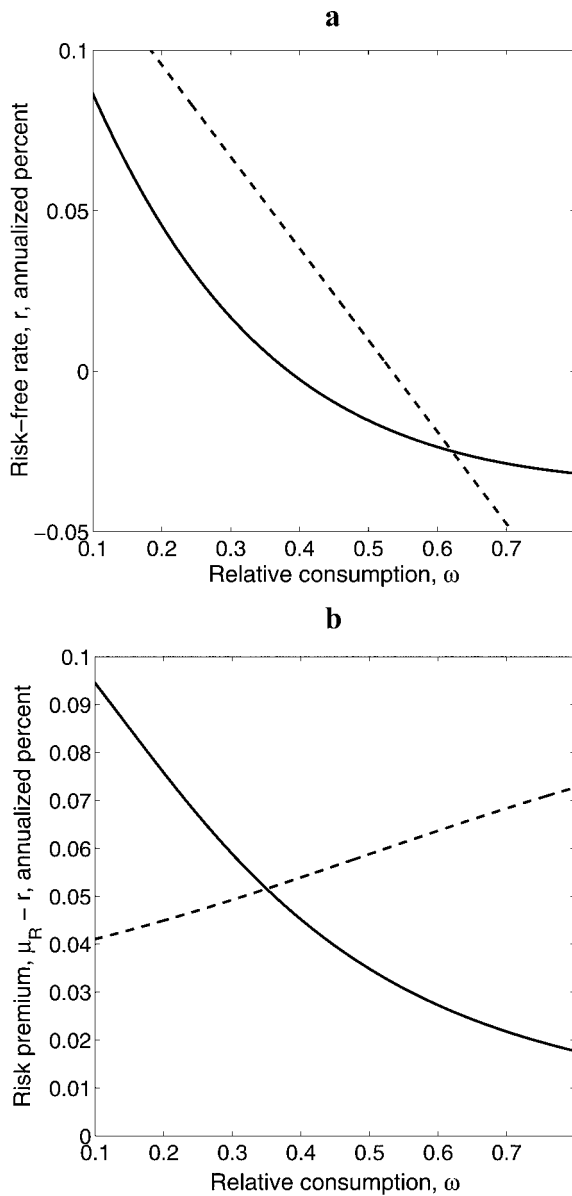 a
0.1
0.05
0
−0.05
Risk−free rate, r, annualized percent
0.1 0.2 0.3 0.4 0.5 0.6 0.7
Relative consumption, ω
b
0.1
0.09
0.08
0.07
0.06
0.05
0.04
0.03
0.02
0.01
0
Risk premium, μ_R − r, annualized percent
0.1 0.2 0.3 0.4 0.5 0.6 0.7
Relative consumption, ω